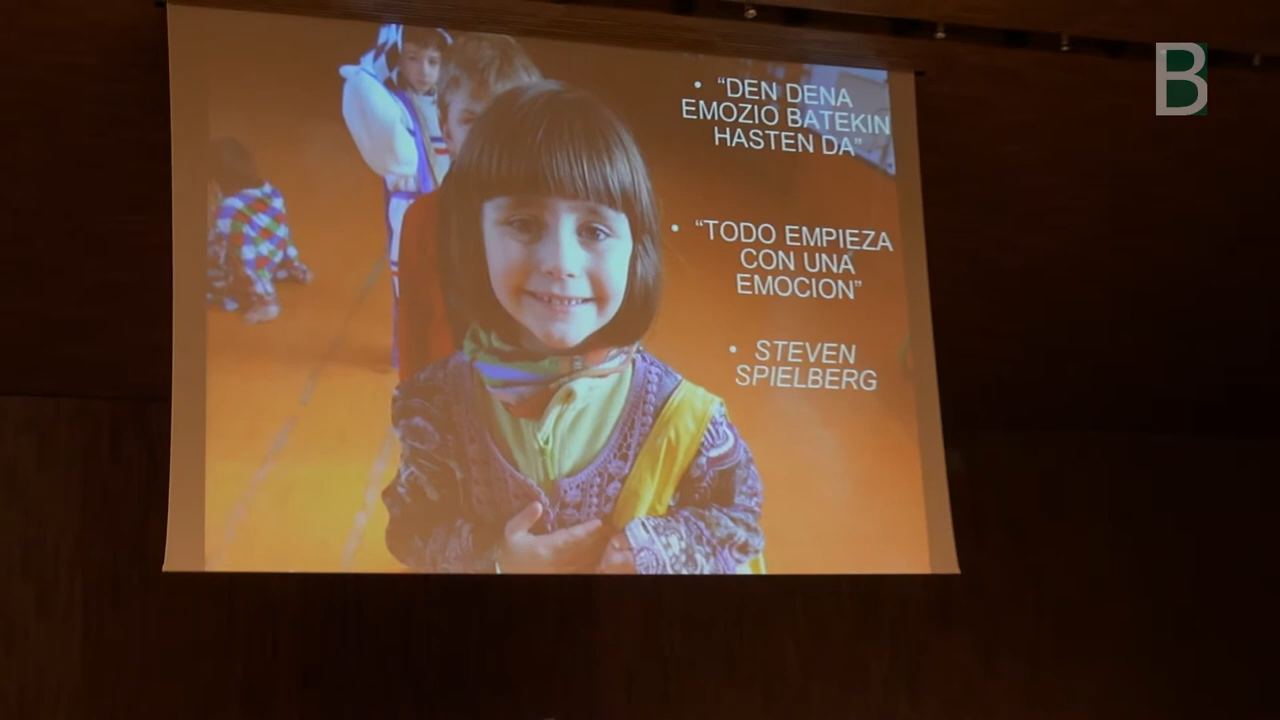 • “DEN DENA
EMOZIO BATEKIN
HASTEN DA”
• “TODO EMPIEZA
CON UNA
EMOCION”
• STEVEN
SPIELBERG
B